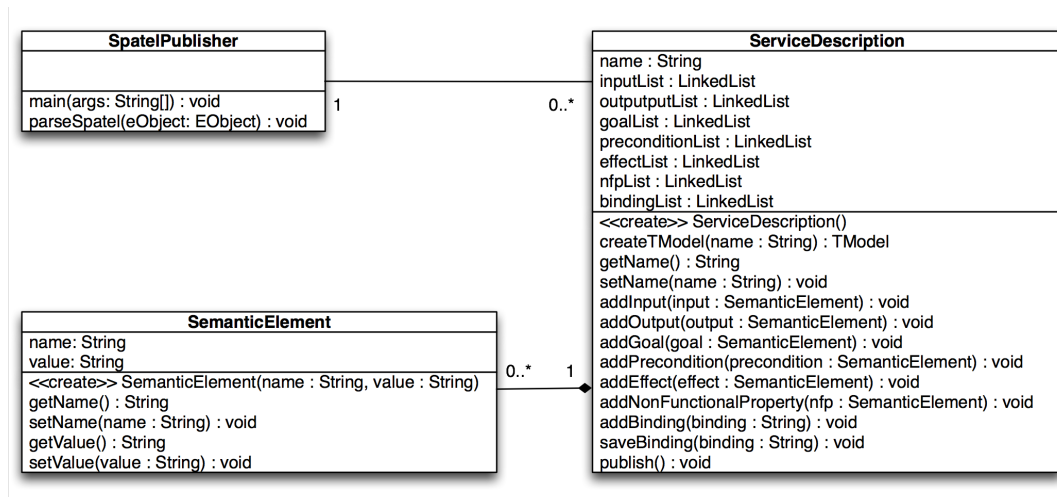 SpatelPublisher
main(args: String[]) : void
parseSpatel(eObject: EObject) : void
1
0..*
ServiceDescription
name : String
inputList : LinkedList
outputputList : LinkedList
goalList : LinkedList
preconditionList : LinkedList
effectList : LinkedList
nfpList : LinkedList
bindingList : LinkedList
<<create>> ServiceDescription()
createTModel(name : String) : TModel
getName() : String
setName(name : String) : void
addInput(input : SemanticElement) : void
addOutput(output : SemanticElement) : void
addGoal(goal : SemanticElement) : void
addPrecondition(precondition : SemanticElement) : void
addEffect(effect : SemanticElement) : void
addNonFunctionalProperty(nfp : SemanticElement) : void
addBinding(binding : String) : void
saveBinding(binding : String) : void
publish() : void
SemanticElement
name: String
value: String
<<create>> SemanticElement(name : String, value : String)
getName() : String
setName(name : String) : void
getValue() : String
setValue(value : String) : void
0..*
1